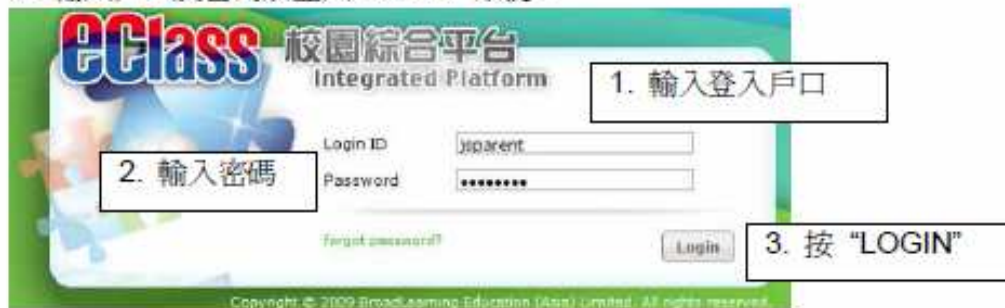 eClass 校園綜合平台
Integrated Platform
1. 輸入登入戶口
Login ID jsparent
2. 輸入密碼
Password ••••••••
Forgot password?
Login
3. 按 “LOGIN”
Copyright © 2009 BroadLearning Education (Asia) Limited. All rights reserved.